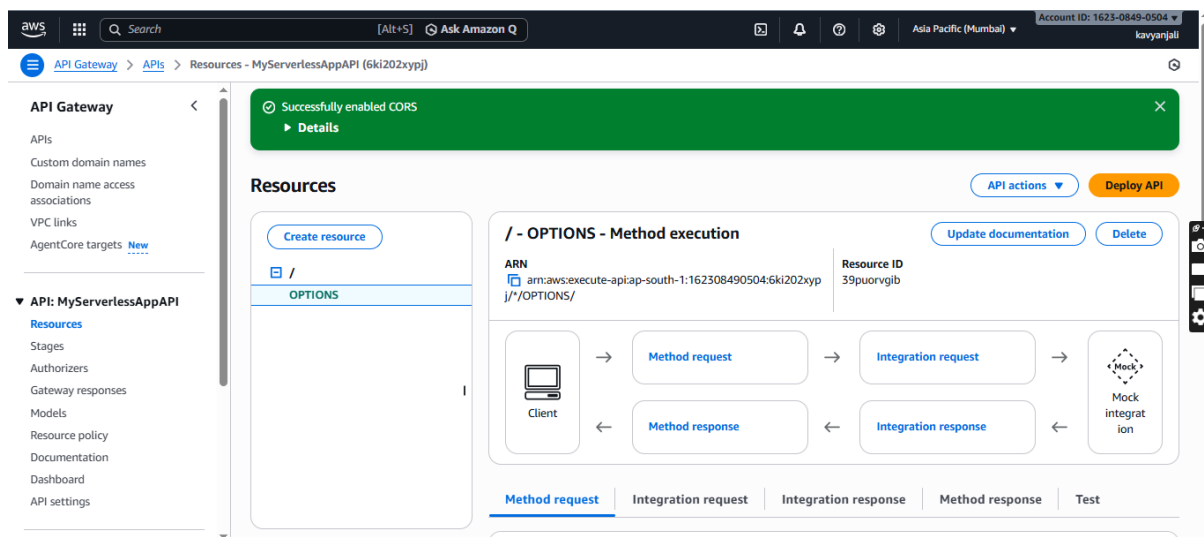 aws
Search
[Alt+S]
Ask Amazon Q
Asia Pacific (Mumbai) ▼
Account ID: 1623-0849-0504 ▼
kavyanjali
API Gateway > APIs > Resources - MyServerlessAppAPI (6ki202xypj)
API Gateway
APIs
Custom domain names
Domain name access
associations
VPC links
AgentCore targets New
▼ API: MyServerlessAppAPI
Resources
Stages
Authorizers
Gateway responses
Models
Resource policy
Documentation
Dashboard
API settings
Successfully enabled CORS
▶ Details
Resources
API actions ▼
Deploy API
Create resource
/
OPTIONS
/ - OPTIONS - Method execution
Update documentation
Delete
ARN
arn:aws:execute-api:ap-south-1:162308490504:6ki202xyp
j/*/OPTIONS/
Resource ID
39puorvgib
Client
Method request
Integration request
Method response
Integration response
Mock
Mock
integrat
ion
Method request
Integration request
Integration response
Method response
Test